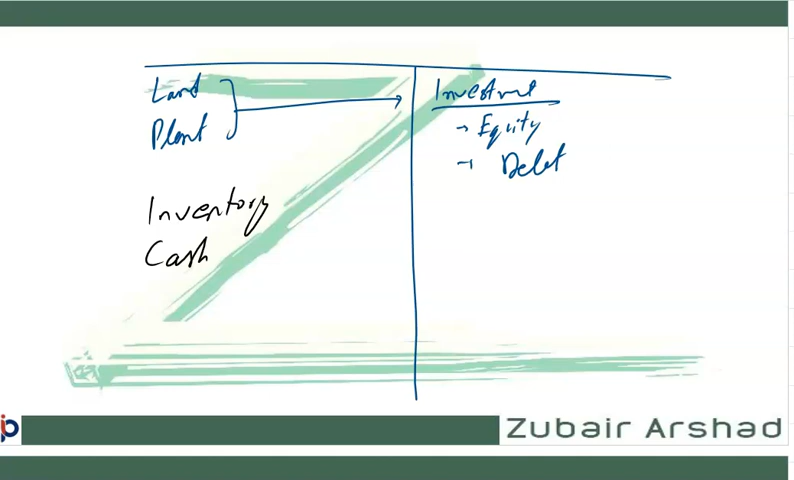 Land
Plant
Inventory
Cash
Investment
→ Equity
→ Debt
Zubair Arshad